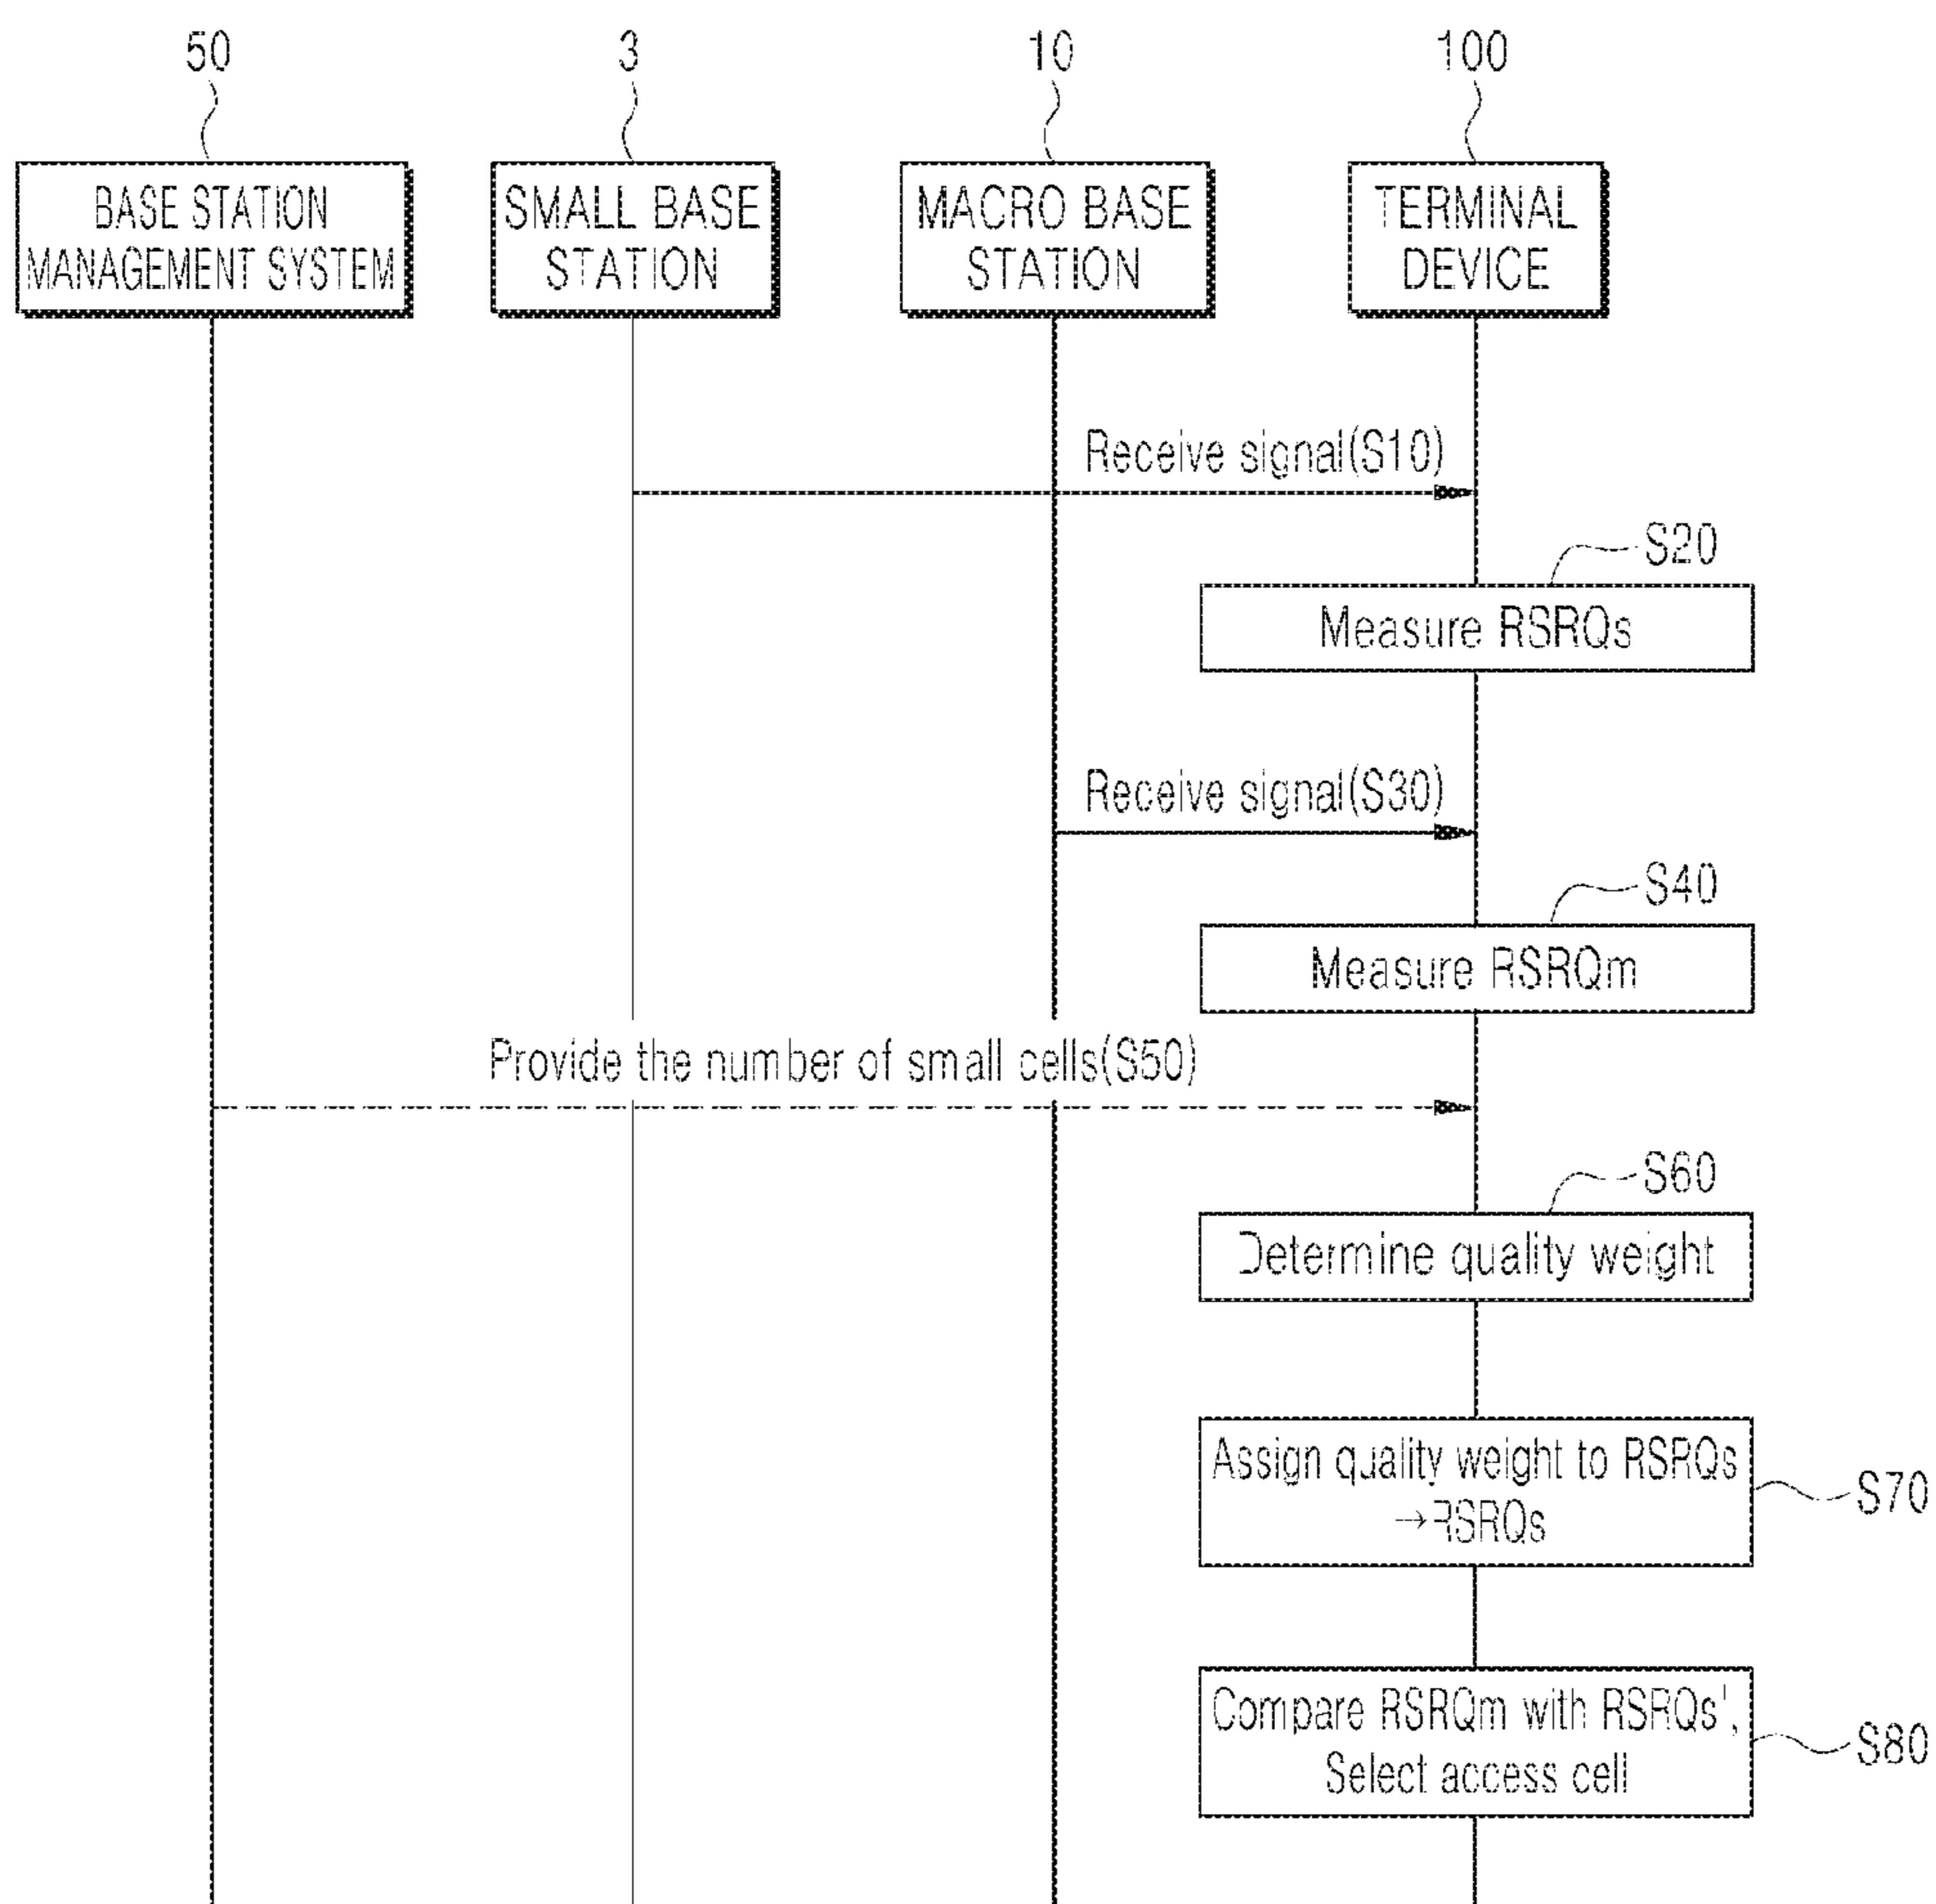 50
3
10
100
BASE STATION
MANAGEMENT SYSTEM
SMALL BASE
STATION
MACRO BASE
STATION
TERMINAL
DEVICE
Receive signal(S10)
S20
Measure RSRQs
Receive signal(S30)
S40
Measure RSRQm
Provide the number of small cells(S50)
S60
Determine quality weight
Assign quality weight to RSRQs
→RSRQs
S70
Compare RSRQm with RSRQs',
Select access cell
S80